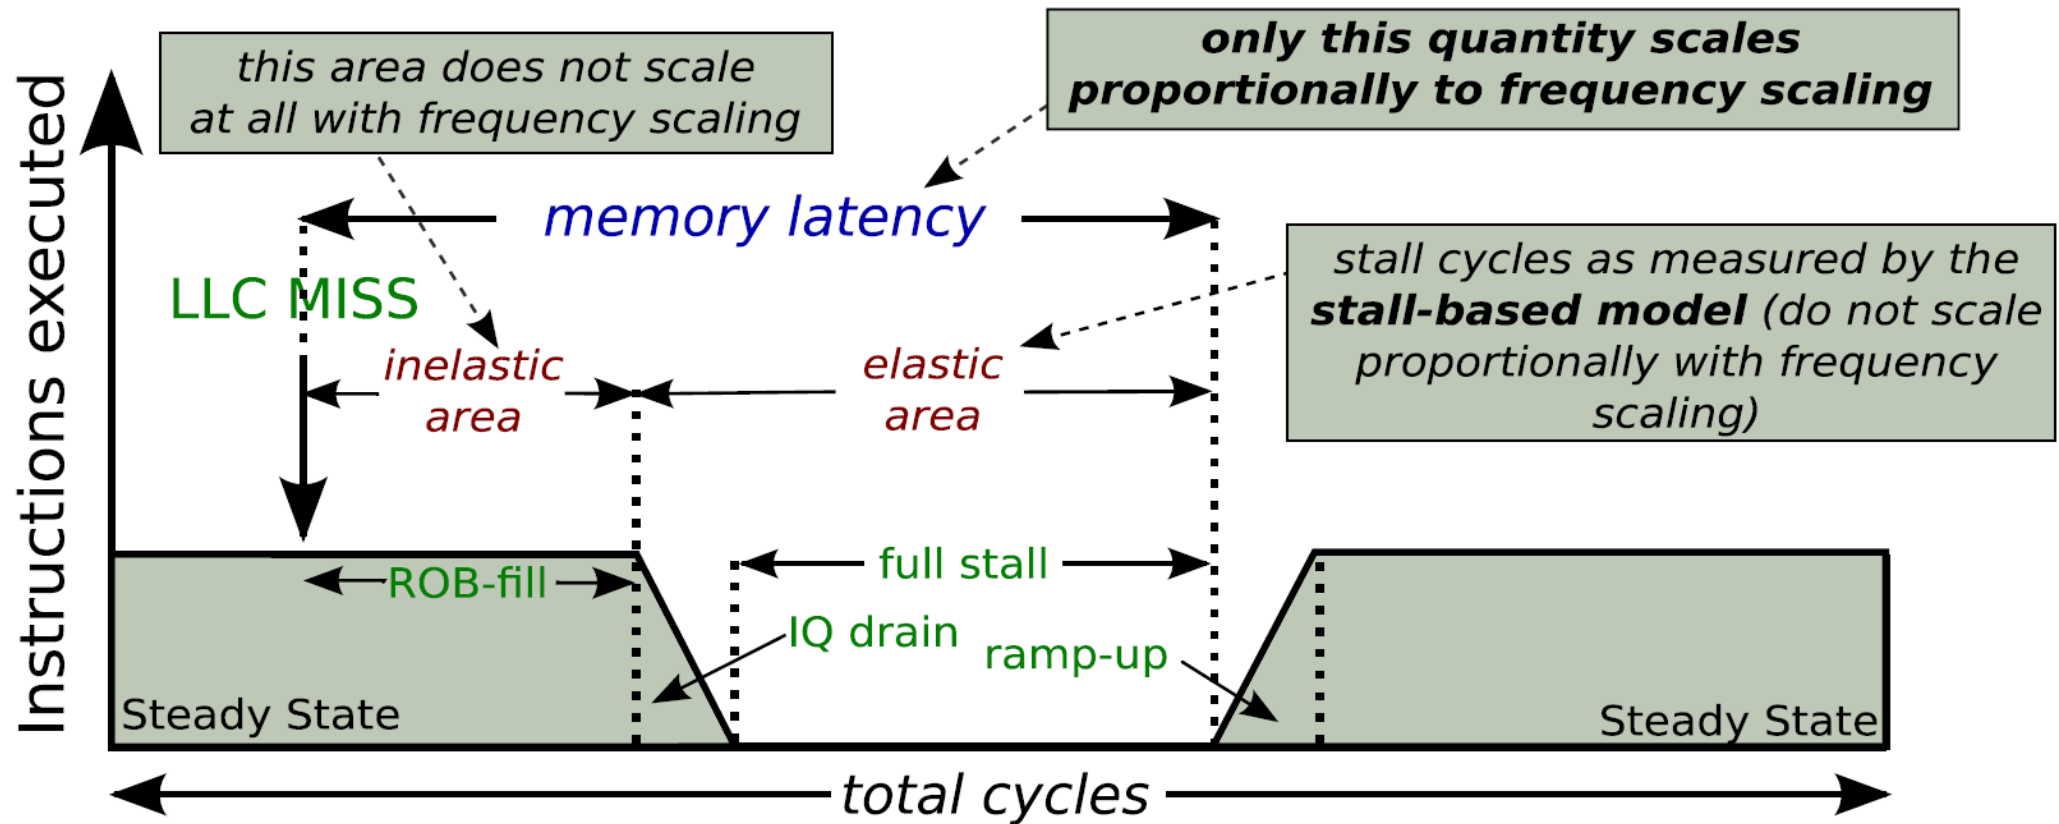 Instructions executed
this area does not scale
at all with frequency scaling
only this quantity scales
proportionally to frequency scaling
memory latency
LLC MISS
stall cycles as measured by the
stall-based model (do not scale
proportionally with frequency
scaling)
inelastic
area
elastic
area
ROB-fill
full stall
IQ drain
ramp-up
Steady State
Steady State
total cycles